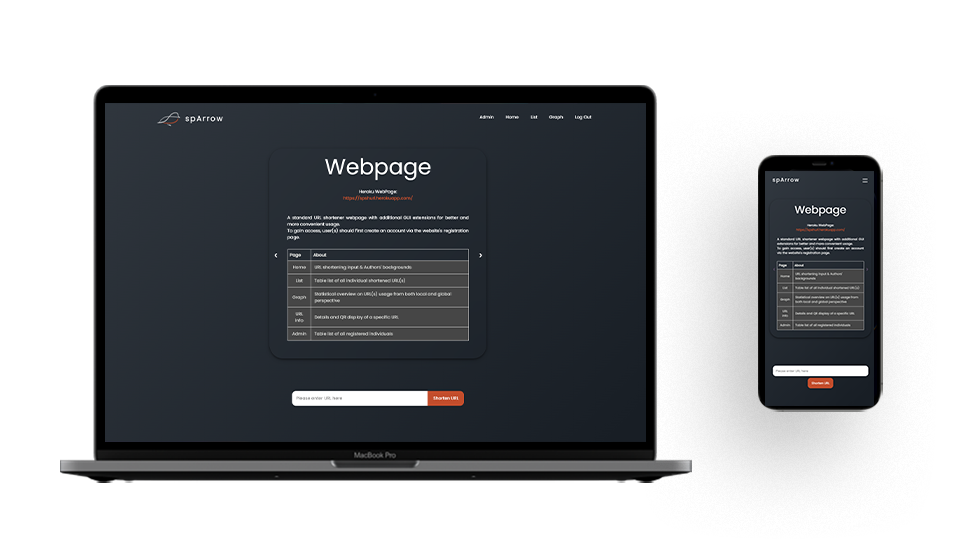 spArrow
Admin Home List Graph Log Out
Webpage
Heroku WebPage:
A standard URL shortener webpage with additional GUI extensions for better and
more convenient usage.
To gain access, user(s) should first create an account via the website's registration
page.
Page About
Home URL shortening input & Authors' backgrounds
List Table list of all individual shortened URL(s)
Graph Statistical overview on URL(s) usage from both local and global
perspective
URL
Info Details and QR display of a specific URL
Admin Table list of all registered individuals
Please enter URL here Shorten URL
MacBook Pro
spArrow
Webpage
Heroku WebPage:
A standard URL shortener webpage with additional GUI
extensions for better and more convenient usage.
To gain access, user(s) should first create an account
via the website's registration page.
Page About
Home URL shortening input & Authors'
backgrounds
List Table list of all individual shortened URL(s)
Graph Statistical overview on URL(s) usage from
both local and global perspective
URL
Info Details and QR display of a specific URL
Admin Table list of all registered individuals
Please enter URL here
Shorten URL